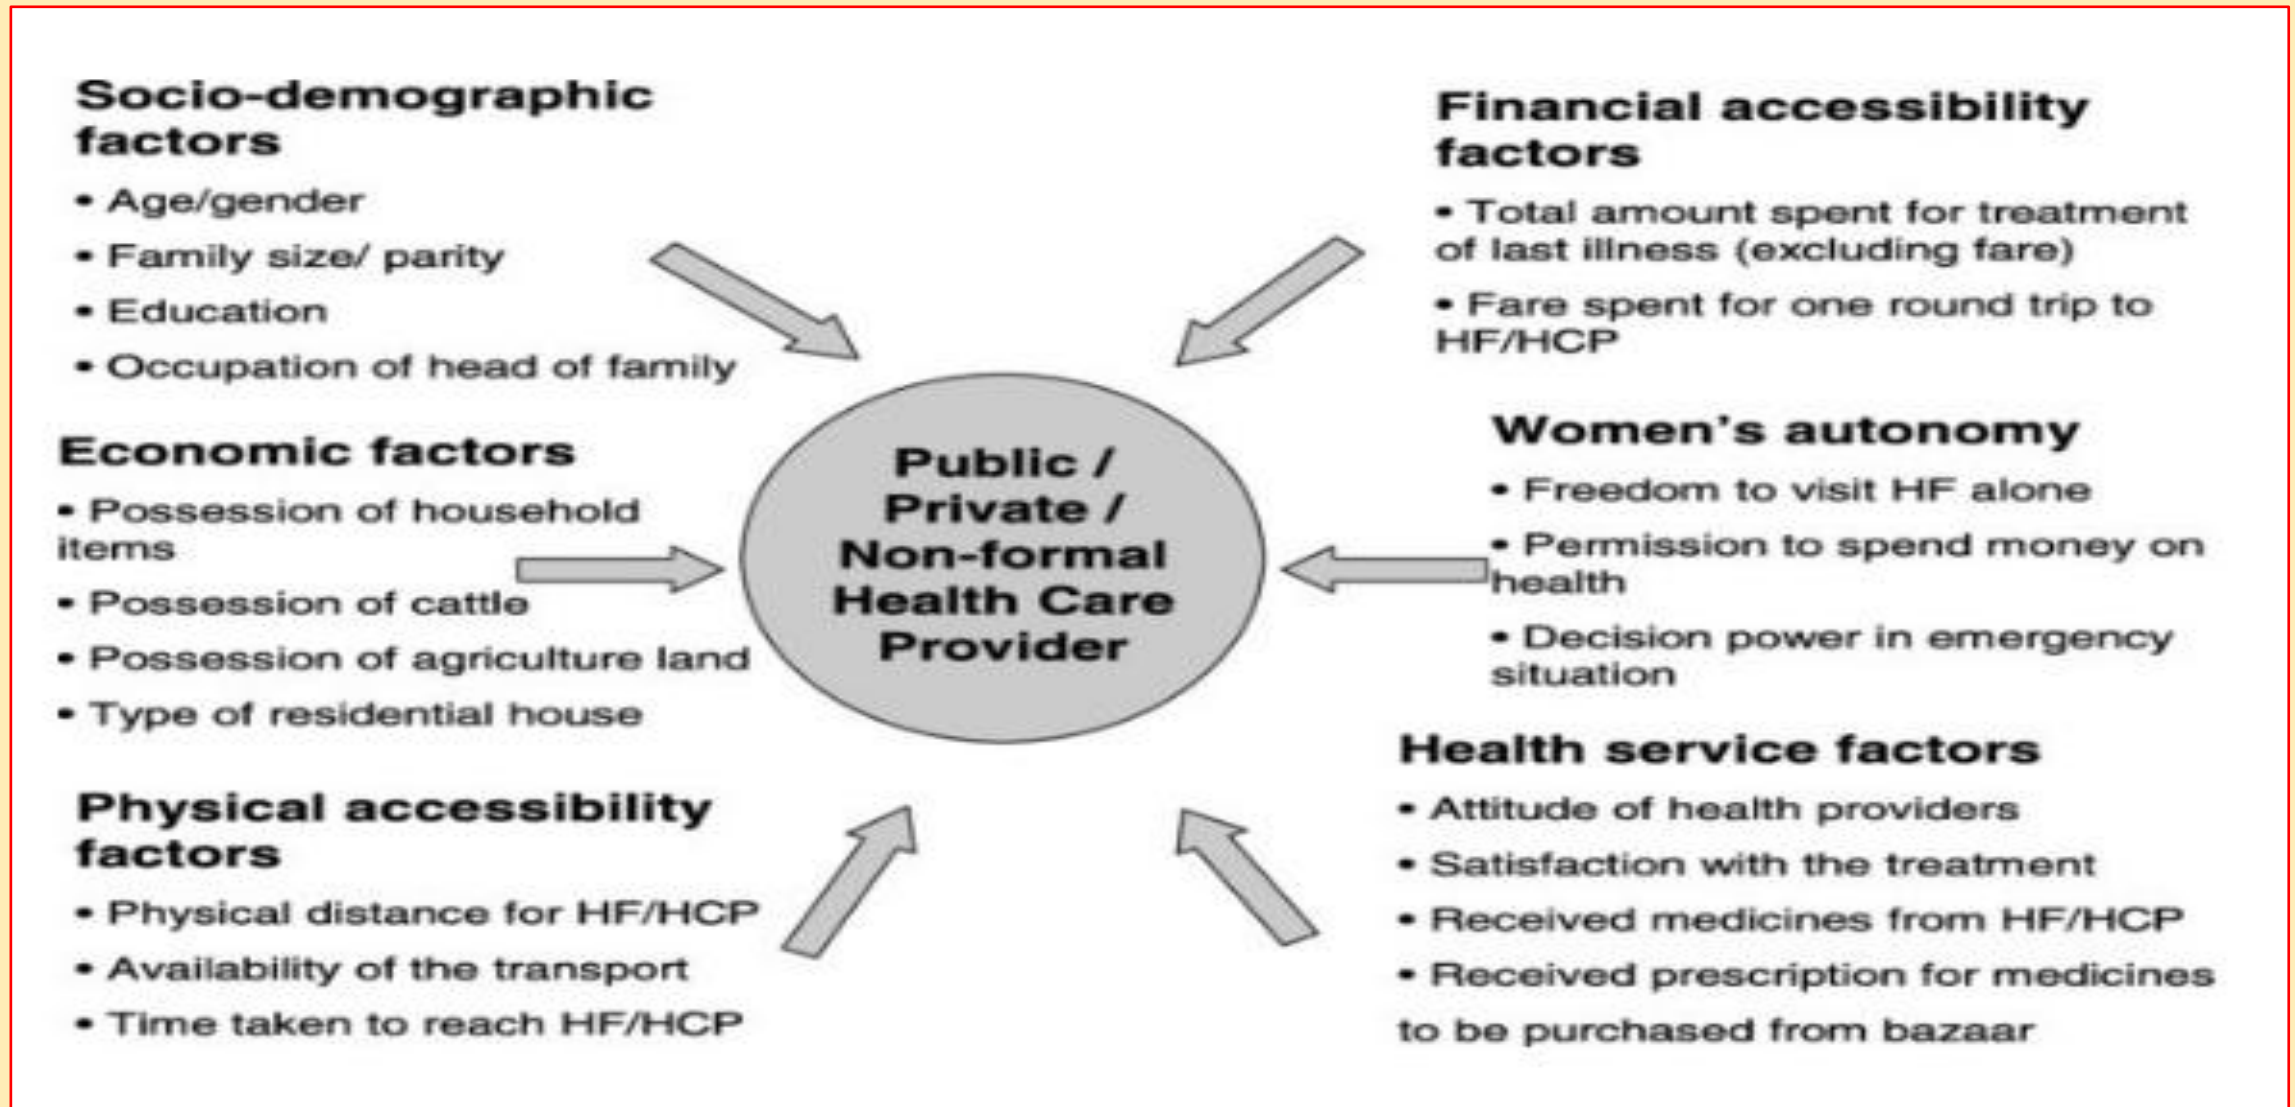 Socio-demographic
factors
• Age/gender
• Family size/ parity
• Education
• Occupation of head of family
Economic factors
• Possession of household
items
• Possession of cattle
• Possession of agriculture land
• Type of residential house
Physical accessibility
factors
• Physical distance for HF/HCP
• Availability of the transport
• Time taken to reach HF/HCP
Public /
Private /
Non-formal
Health Care
Provider
Financial accessibility
factors
• Total amount spent for treatment
of last illness (excluding fare)
• Fare spent for one round trip to
HF/HCP
Women's autonomy
• Freedom to visit HF alone
• Permission to spend money on
health
• Decision power in emergency
situation
Health service factors
• Attitude of health providers
• Satisfaction with the treatment
• Received medicines from HF/HCP
• Received prescription for medicines
to be purchased from bazaar